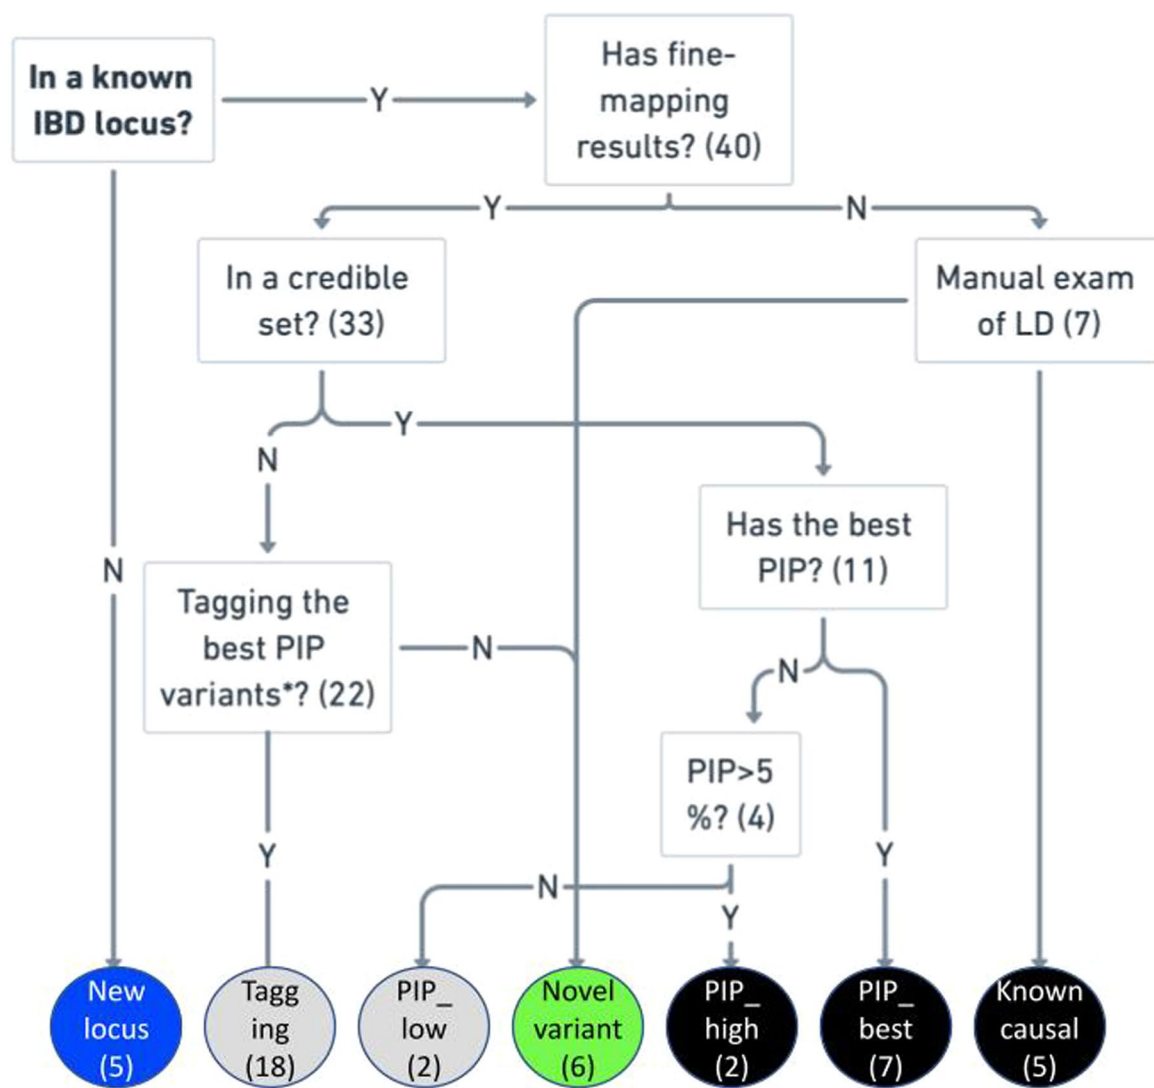 In a known
IBD locus?
Y
Has fine-
mapping
results? (40)
Y
N
In a credible
set? (33)
Manual exam
of LD (7)
Y
N
Has the best
PIP? (11)
N
Tagging the
best PIP
variants*? (22)
N
N
PIP>5
%? (4)
Y
Y
N
Y
New
locus
(5)
Tagg
ing
(18)
PIP_
low
(2)
Novel
variant
(6)
PIP_
high
(2)
PIP_
best
(7)
Known
causal
(5)